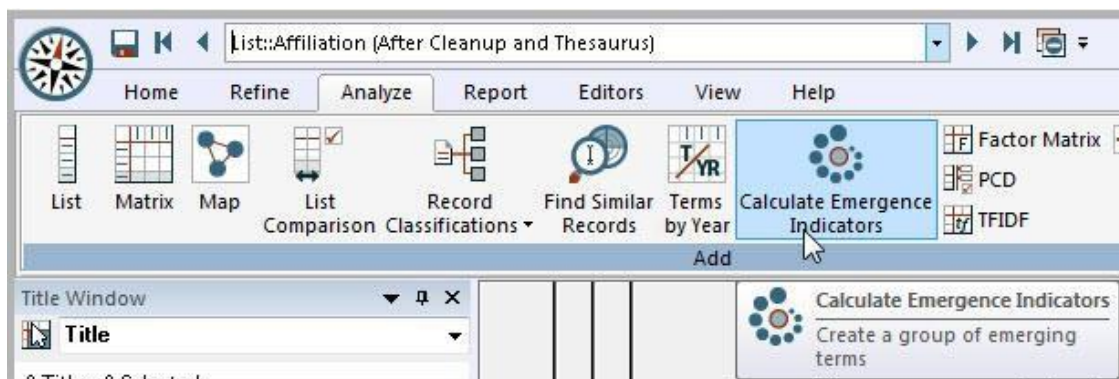 List::Affiliation (After Cleanup and Thesaurus)
Home Refine Analyze Report Editors View Help
List Matrix Map List Comparison Record Classifications Find Similar Records T/YR Terms by Year Calculate Emergence Indicators
F Factor Matrix
PCD
tf TFIDF
Add
Title Window
Title
Calculate Emergence Indicators
Create a group of emerging
terms